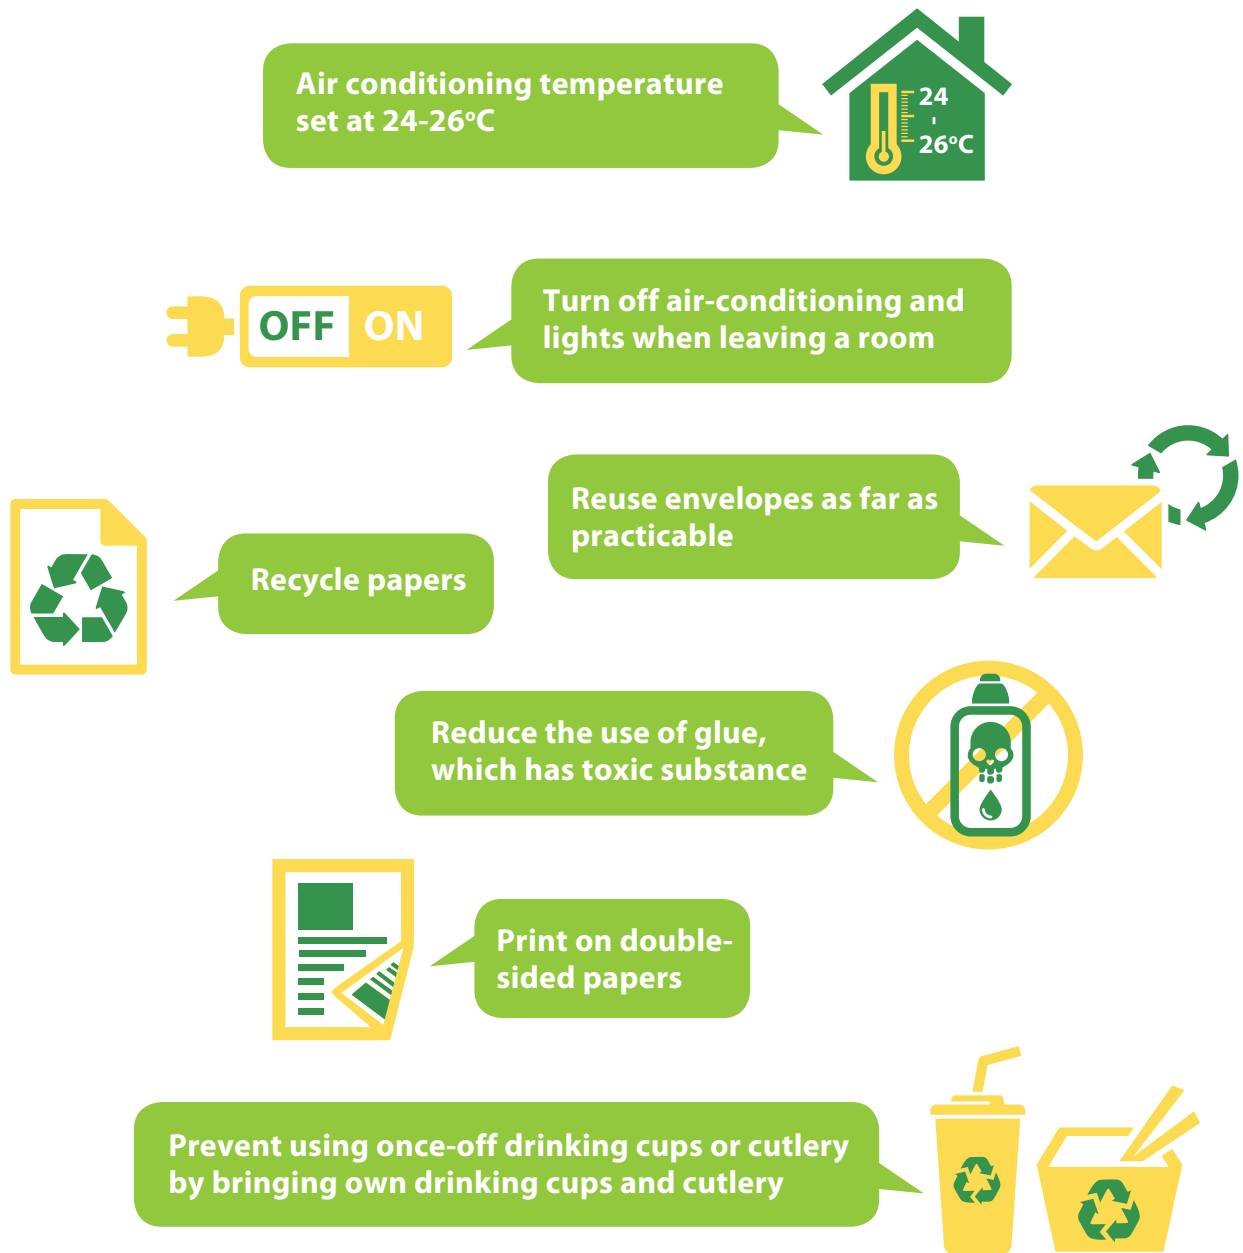 Air conditioning temperature
set at 24-26ºC
24
-
26ºC
OFF ON
Turn off air-conditioning and
lights when leaving a room
Reuse envelopes as far as
practicable
Recycle papers
Reduce the use of glue,
which has toxic substance
Print on double-
sided papers
Prevent using once-off drinking cups or cutlery
by bringing own drinking cups and cutlery